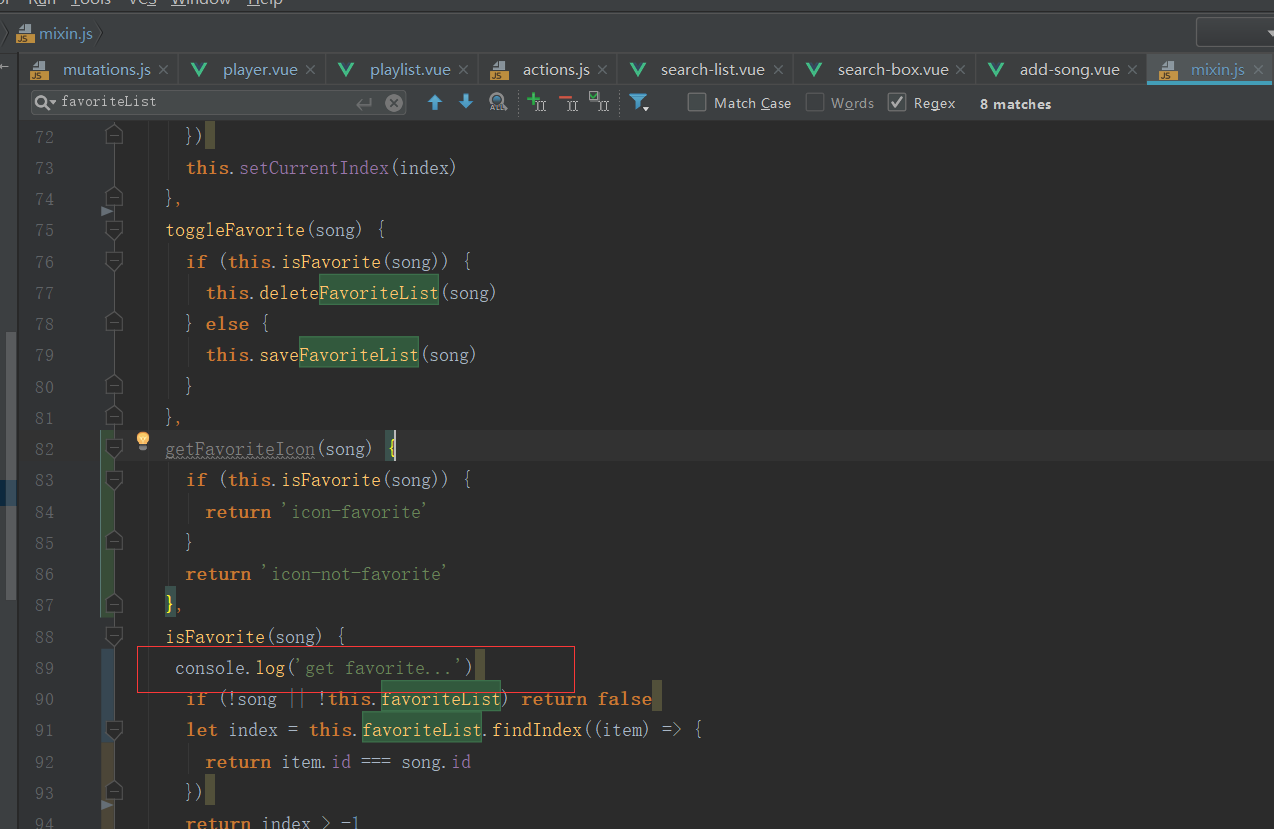 Run Tools VCS Window Help
mixin.js
mutations.js player.vue playlist.vue actions.js search-list.vue search-box.vue add-song.vue mixin.js
favoriteList Match Case Words Regex 8 matches
72 })
73 this.setCurrentIndex(index)
74 },
75 toggleFavorite(song) {
76 if (this.isFavorite(song)) {
77 this.deleteFavoriteList(song)
78 } else {
79 this.saveFavoriteList(song)
80 }
81 },
82 getFavoriteIcon(song) {
83 if (this.isFavorite(song)) {
84 return 'icon-favorite'
85 }
86 return 'icon-not-favorite'
87 },
88 isFavorite(song) {
89 console.log('get favorite...')
90 if (!song || !this.favoriteList) return false
91 let index = this.favoriteList.findIndex((item) => {
92 return item.id === song.id
93 })
94 return index > -1